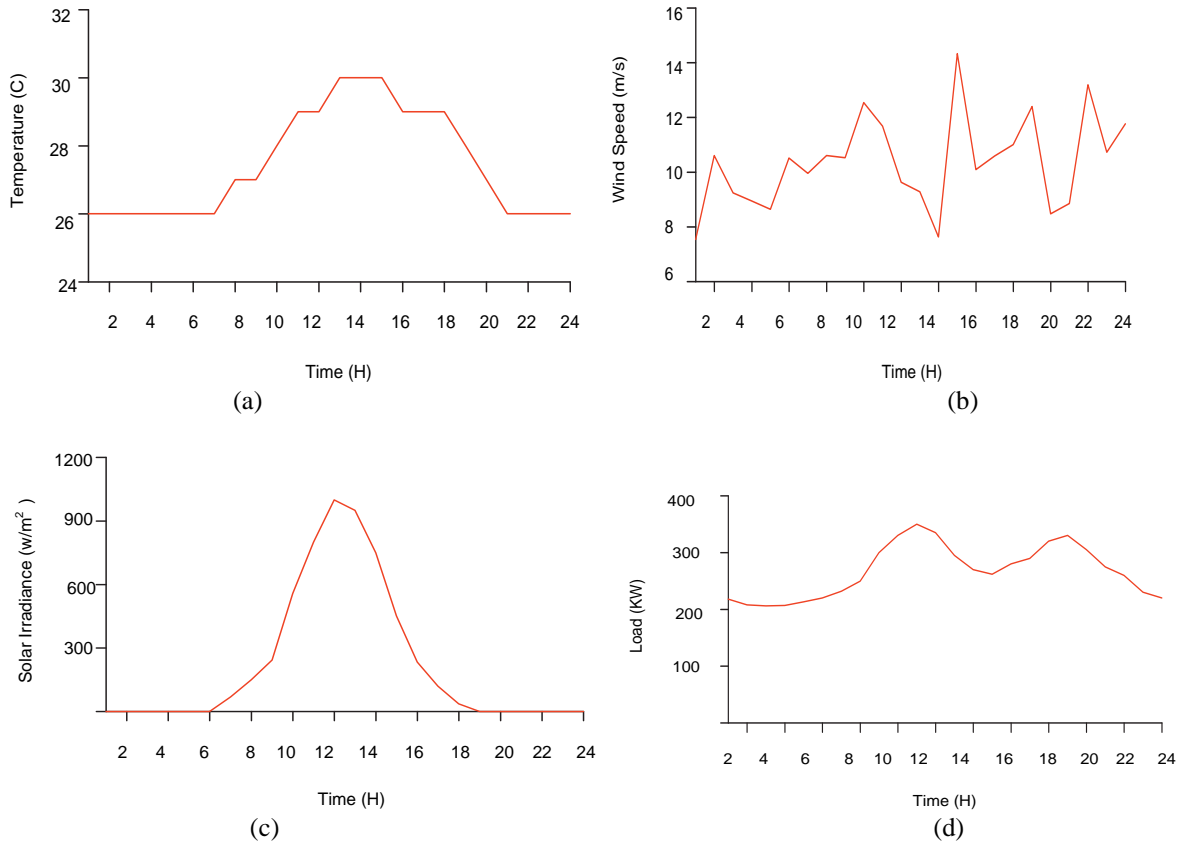 32
30
28
26
24
Temperature (C)
2 4 6 8 10 12 14 16 18 20 22 24
Time (H)
(a)
16
14
12
10
8
6
Wind Speed (m/s)
2 4 6 8 10 12 14 16 18 20 22 24
Time (H)
(b)
1200
900
600
300
Solar Irradiance (w/m²)
2 4 6 8 10 12 14 16 18 20 22 24
Time (H)
(c)
400
300
200
100
Load (KW)
2 4 6 8 10 12 14 16 18 20 22 24
Time (H)
(d)